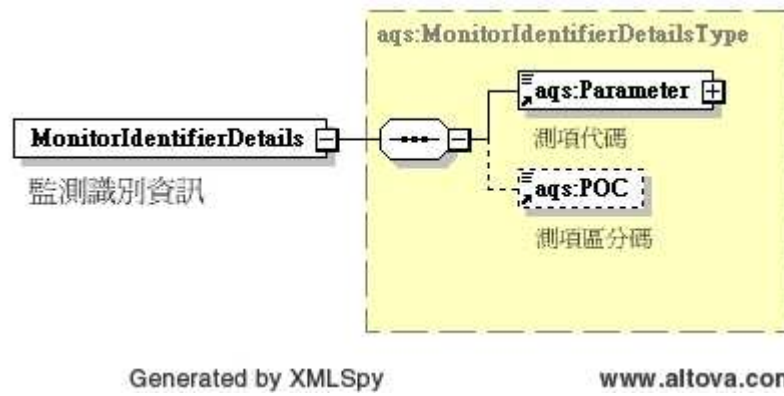 aqs:MonitorIdentifierDetailsType
aqs:Parameter
測項代碼
MonitorIdentifierDetails
監測識別資訊
aqs:POC
測項區分碼
Generated by XMLSpy
www.altova.com